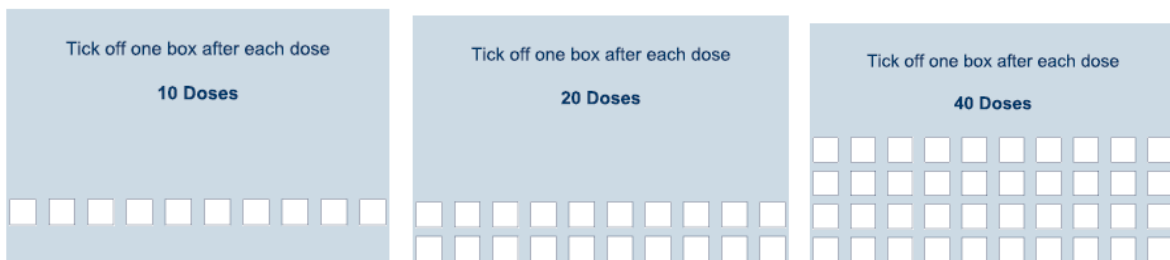 Tick off one box after each dose
10 Doses
Tick off one box after each dose
20 Doses
Tick off one box after each dose
40 Doses